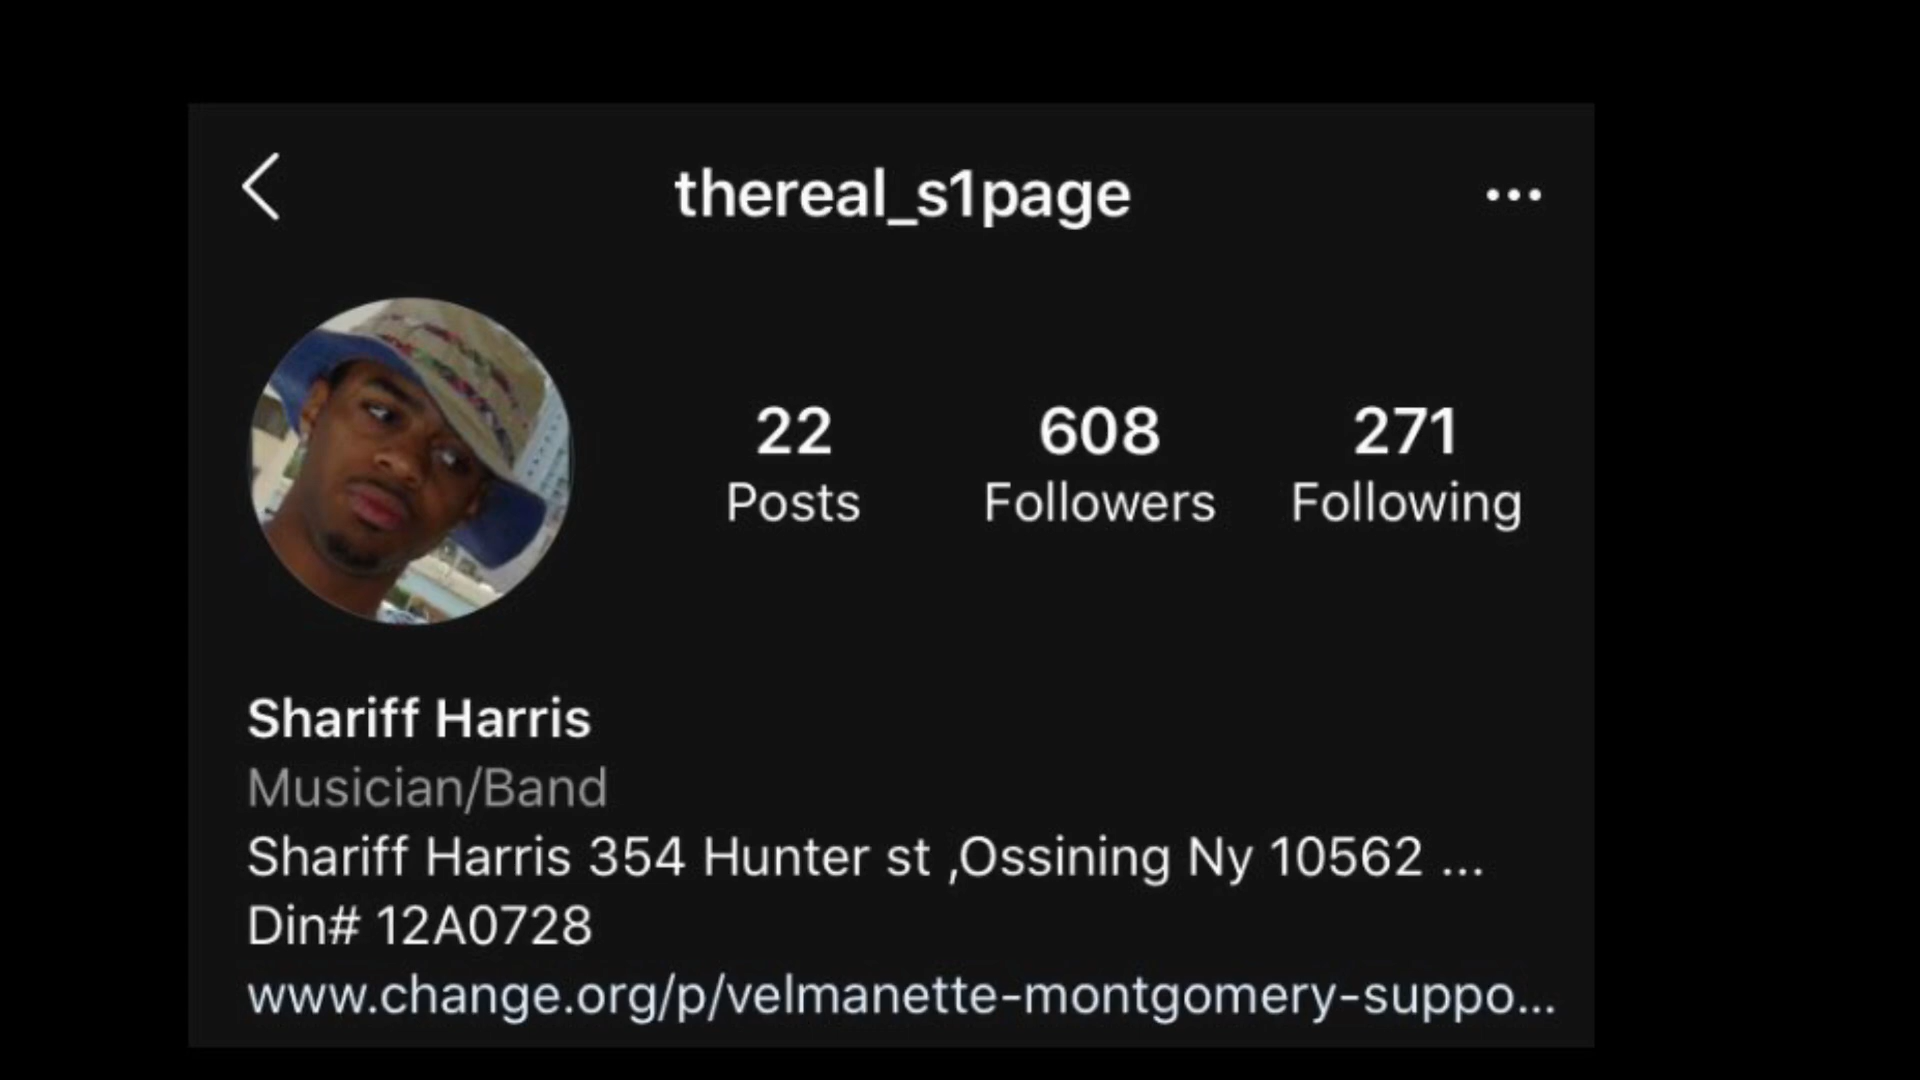 thereal_s1page
22 608 271
Posts Followers Following
Shariff Harris
Musician/Band
Shariff Harris 354 Hunter st ,Ossining Ny 10562 ...
Din# 12A0728
www.change.org/p/velmanette-montgomery-suppo...